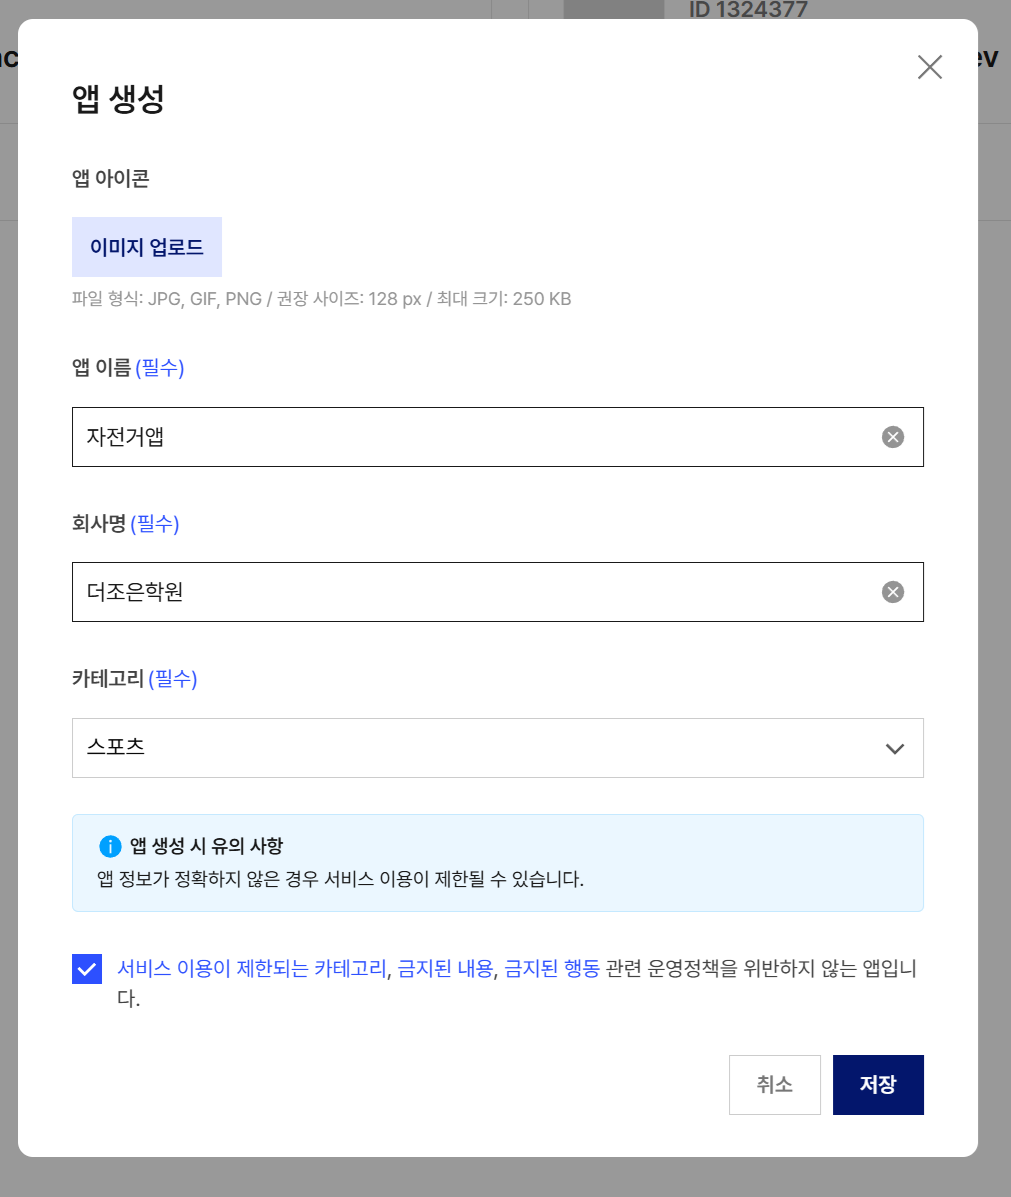 ID 1324377
ev
앱 생성
앱 아이콘
이미지 업로드
파일 형식: JPG, GIF, PNG / 권장 사이즈: 128 px / 최대 크기: 250 KB
앱 이름 (필수)
자전거앱
회사명 (필수)
더조은학원
카테고리 (필수)
스포츠
앱 생성 시 유의 사항
앱 정보가 정확하지 않은 경우 서비스 이용이 제한될 수 있습니다.
서비스 이용이 제한되는 카테고리, 금지된 내용, 금지된 행동 관련 운영정책을 위반하지 않는 앱입니
다.
취소
저장